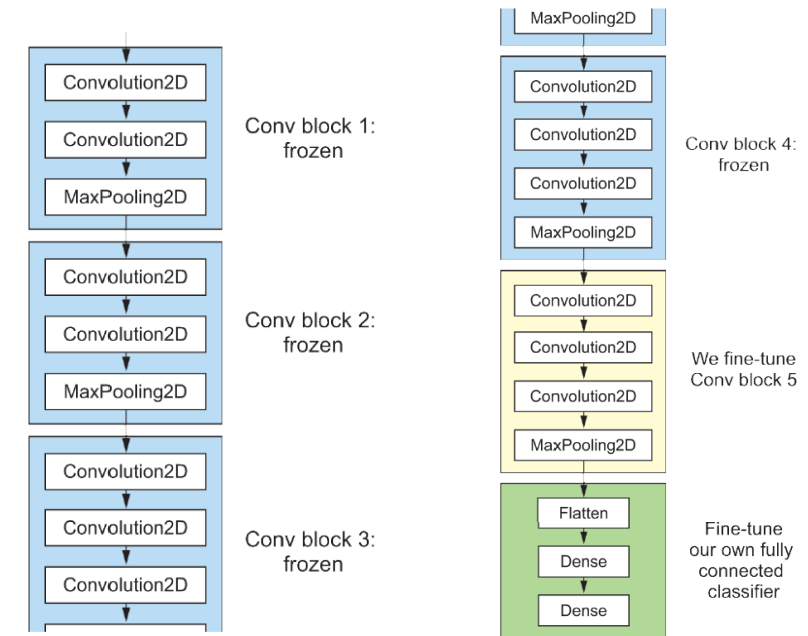 Convolution2D
Convolution2D
MaxPooling2D
Conv block 1:
frozen
Convolution2D
Convolution2D
MaxPooling2D
Conv block 2:
frozen
Convolution2D
Convolution2D
Convolution2D
Conv block 3:
frozen
MaxPooling2D
Convolution2D
Convolution2D
Convolution2D
MaxPooling2D
Conv block 4:
frozen
Convolution2D
Convolution2D
Convolution2D
MaxPooling2D
We fine-tune
Conv block 5
Flatten
Dense
Dense
Fine-tune
our own fully
connected
classifier